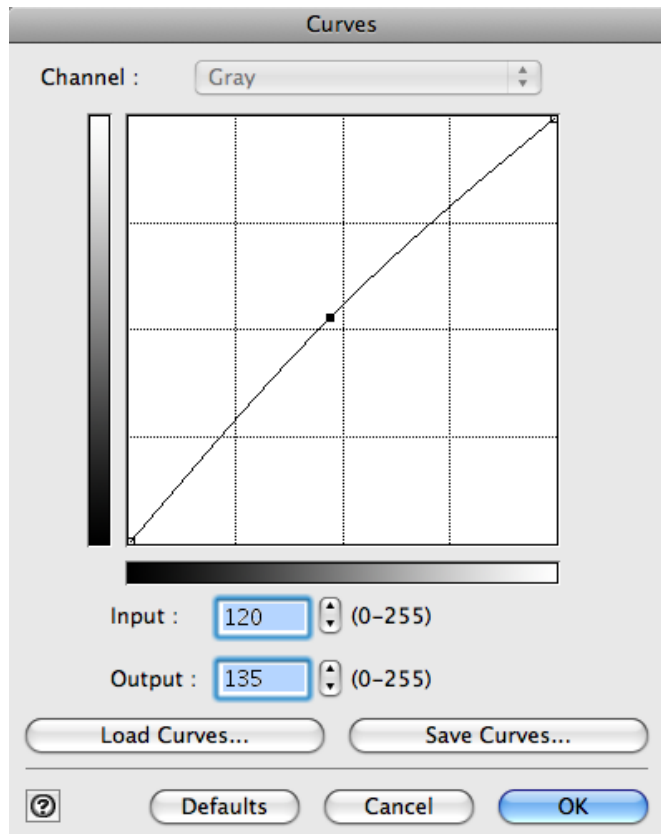 Curves
Channel : Gray
Input : 120 (0-255)
Output : 135 (0-255)
Load Curves... Save Curves...
? Defaults Cancel OK